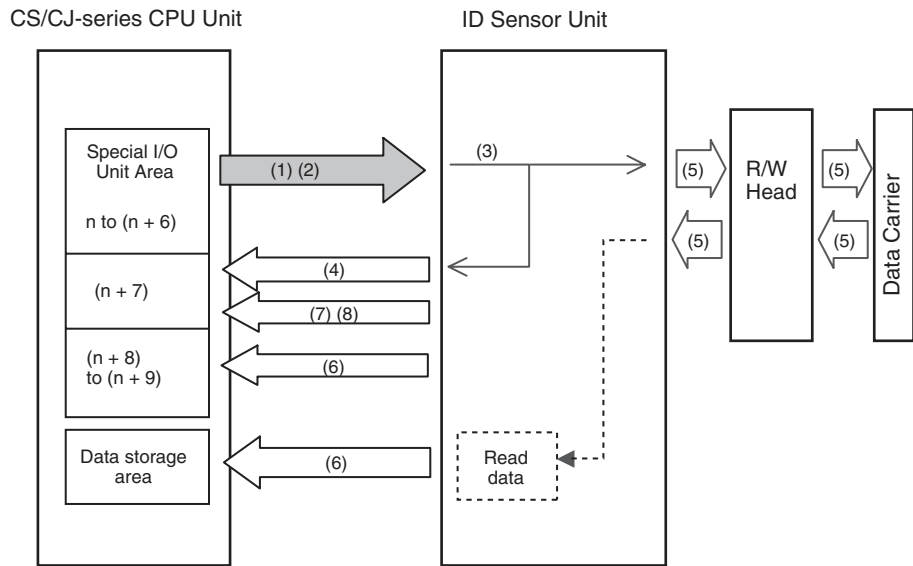 CS/CJ-series CPU Unit
ID Sensor Unit
Special I/O
Unit Area
n to (n + 6)
(1) (2)
(3)
(5)
R/W
Head
(5)
Data Carrier
(5)
(5)
(4)
(n + 7)
(7) (8)
(n + 8)
to (n + 9)
(6)
Data storage
area
(6)
Read
data